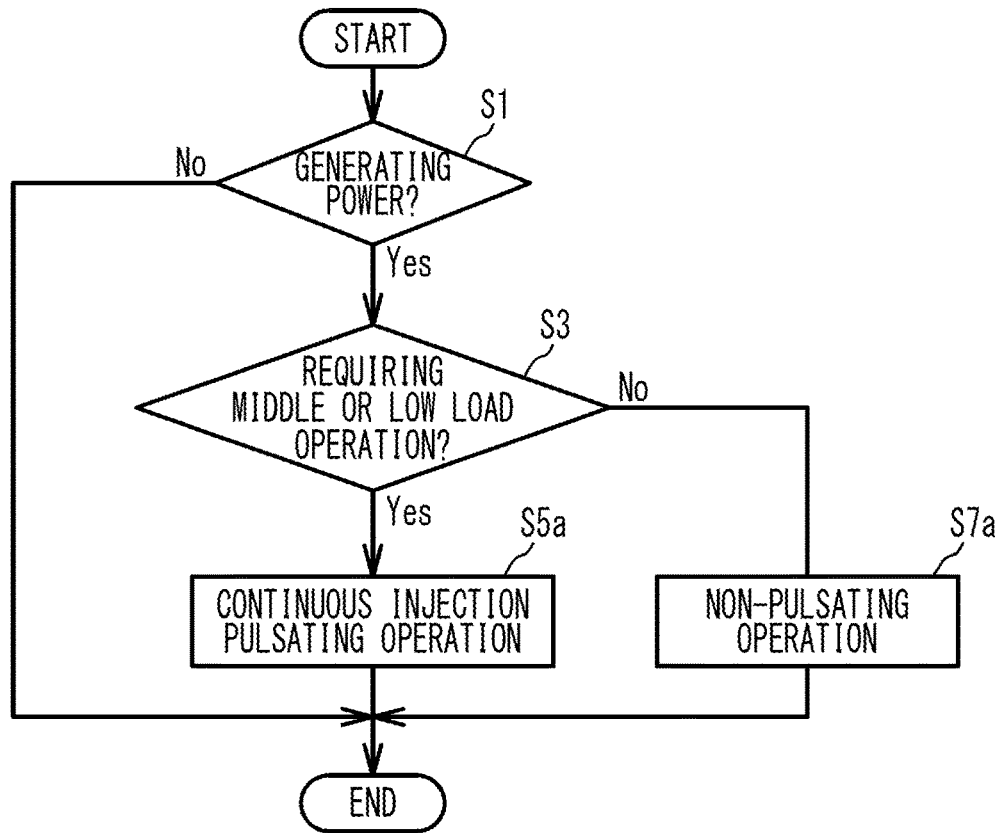 START
S1
No
GENERATING
POWER?
Yes
S3
REQUIRING
MIDDLE OR LOW LOAD
OPERATION?
No
Yes
S5a
S7a
CONTINUOUS INJECTION
PULSATING OPERATION
NON-PULSATING
OPERATION
END